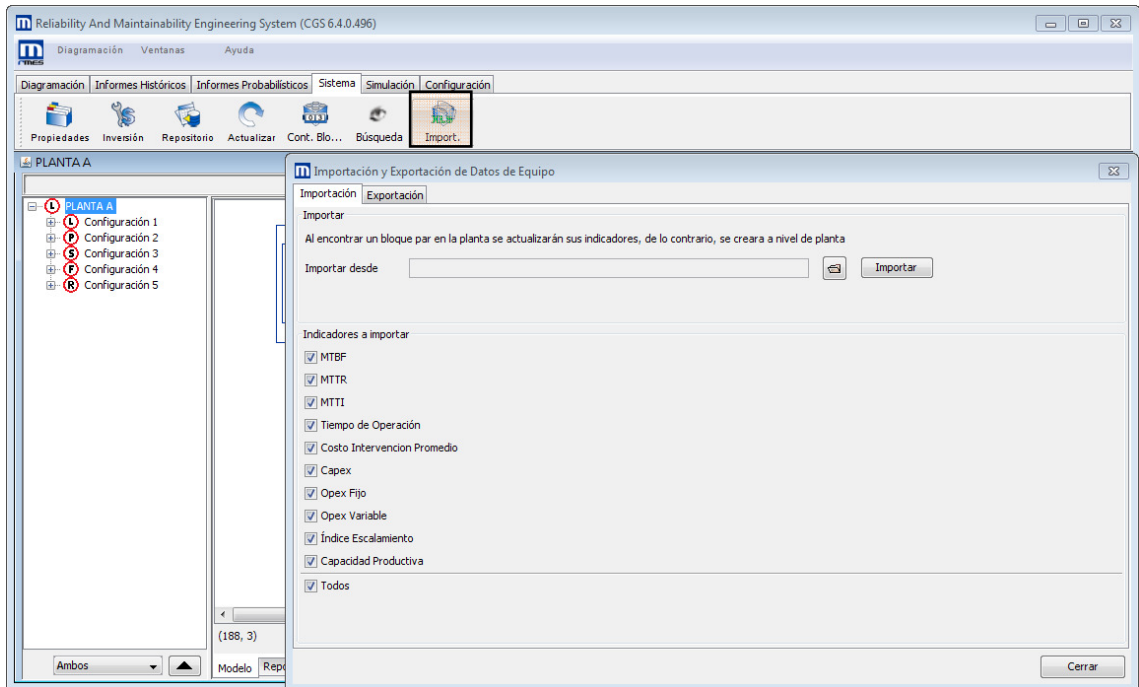 Reliability And Maintainability Engineering System (CGS 6.4.0.496)
Diagramación Ventanas Ayuda
Diagramación Informes Históricos Informes Probabilísticos Sistema Simulación Configuración
Propiedades Inversión Repositorio Actualizar Cont. Blo... Búsqueda Import.
PLANTA A
L PLANTA A
L Configuración 1
P Configuración 2
S Configuración 3
F Configuración 4
R Configuración 5
Ambos
(188, 3)
Modelo Repo
Importación y Exportación de Datos de Equipo
Importación Exportación
Importar
Al encontrar un bloque par en la planta se actualizarán sus indicadores, de lo contrario, se creara a nivel de planta
Importar desde Importar
Indicadores a importar
MTBF
MTTR
MTTI
Tiempo de Operación
Costo Intervencion Promedio
Capex
Opex Fijo
Opex Variable
Índice Escalamiento
Capacidad Productiva
Todos
Cerrar